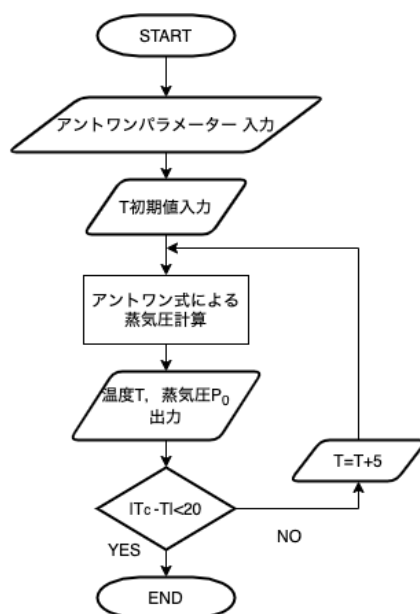 START
アントワンパラメーター 入力
T初期値入力
アントワン式による
蒸気圧計算
温度T，蒸気圧P₀
出力
|Tc -T|<20
T=T+5
YES
NO
END